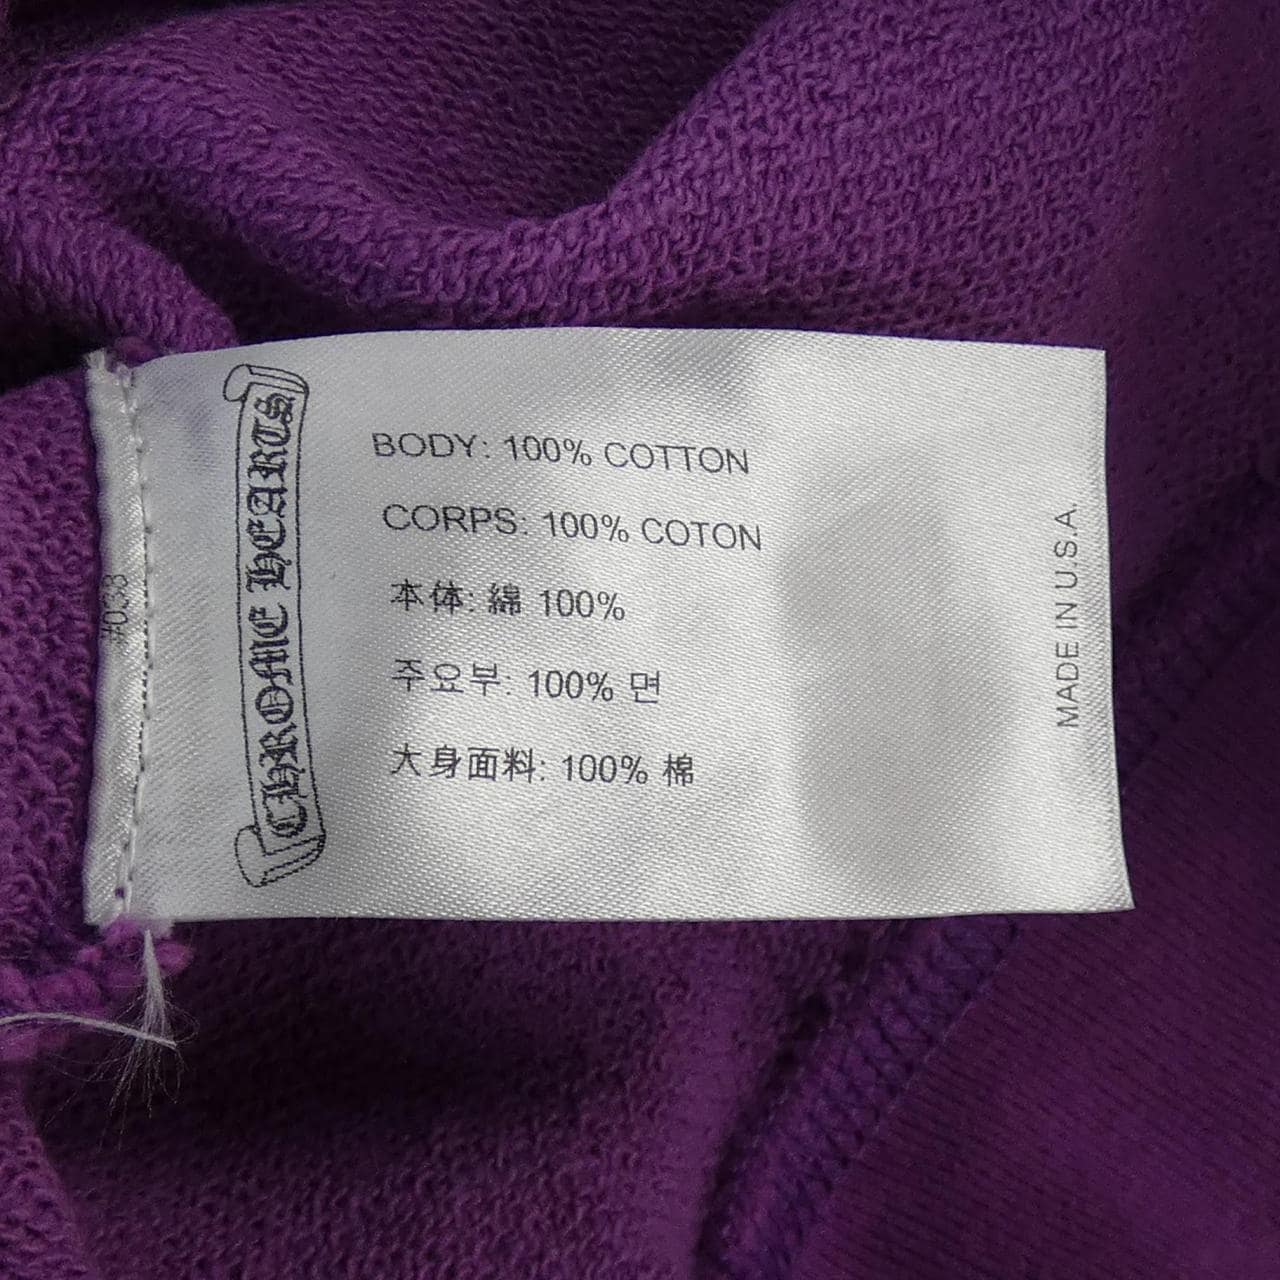 CHROME HEARTS
BODY: 100% COTTON
CORPS: 100% COTON
本体: 綿 100%
주요부: 100% 면
大身面料: 100% 棉
MADE IN U.S.A.
#038